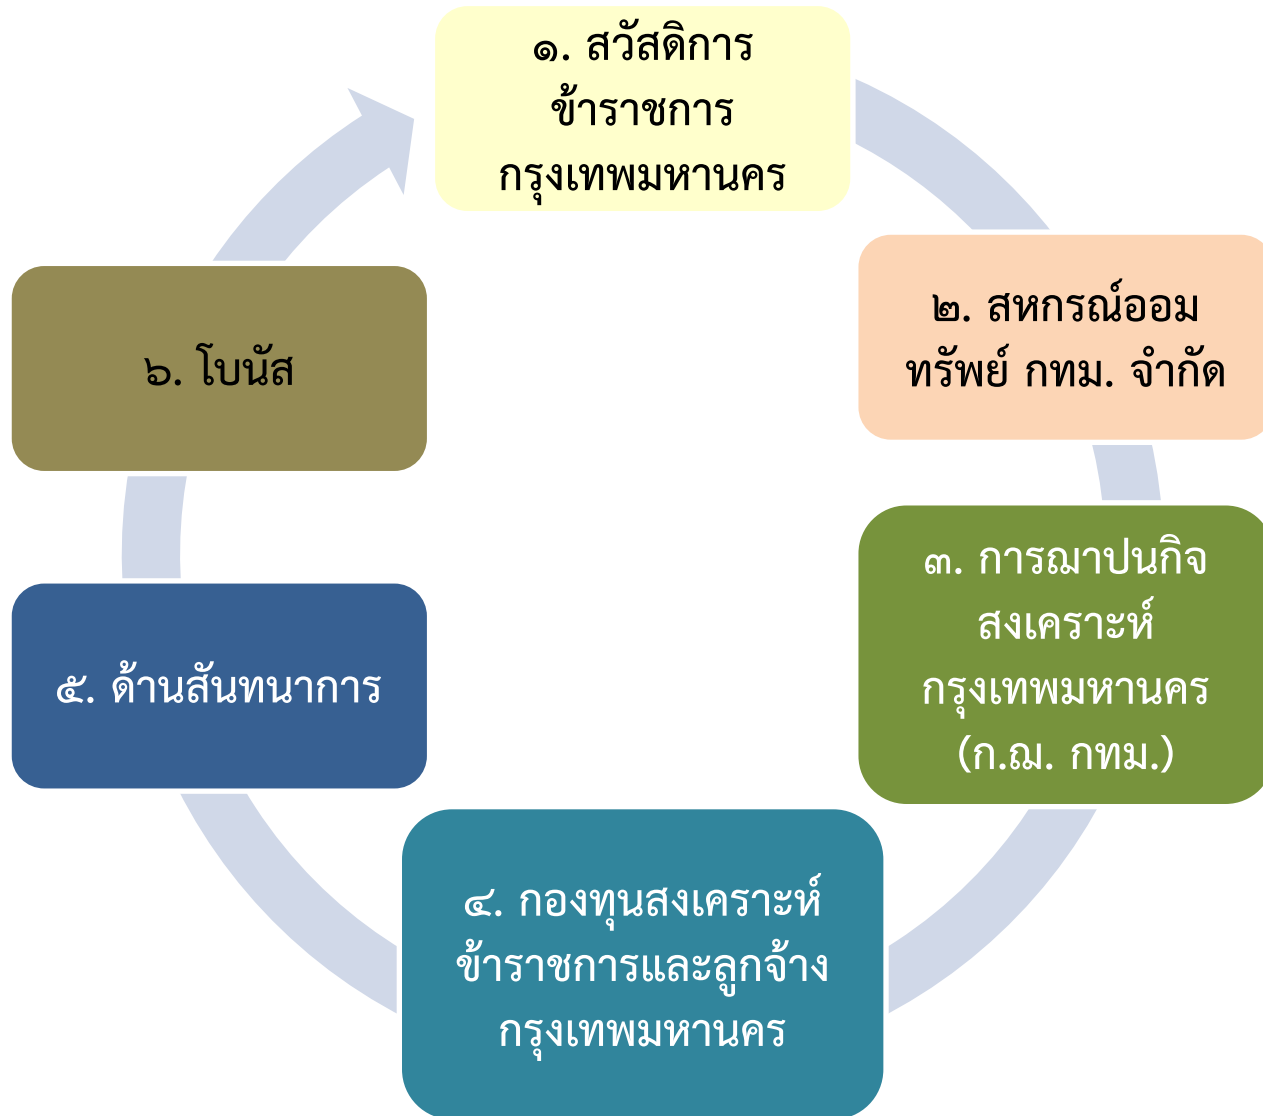 ๑. สวัสดิการ
ข้าราชการ
กรุงเทพมหานคร
๒. สหกรณ์ออม
ทรัพย์ กทม. จำกัด
๓. การฌาปนกิจ
สงเคราะห์
กรุงเทพมหานคร
(ก.ฌ. กทม.)
๔. กองทุนสงเคราะห์
ข้าราชการและลูกจ้าง
กรุงเทพมหานคร
๕. ด้านสันทนาการ
๖. โบนัส